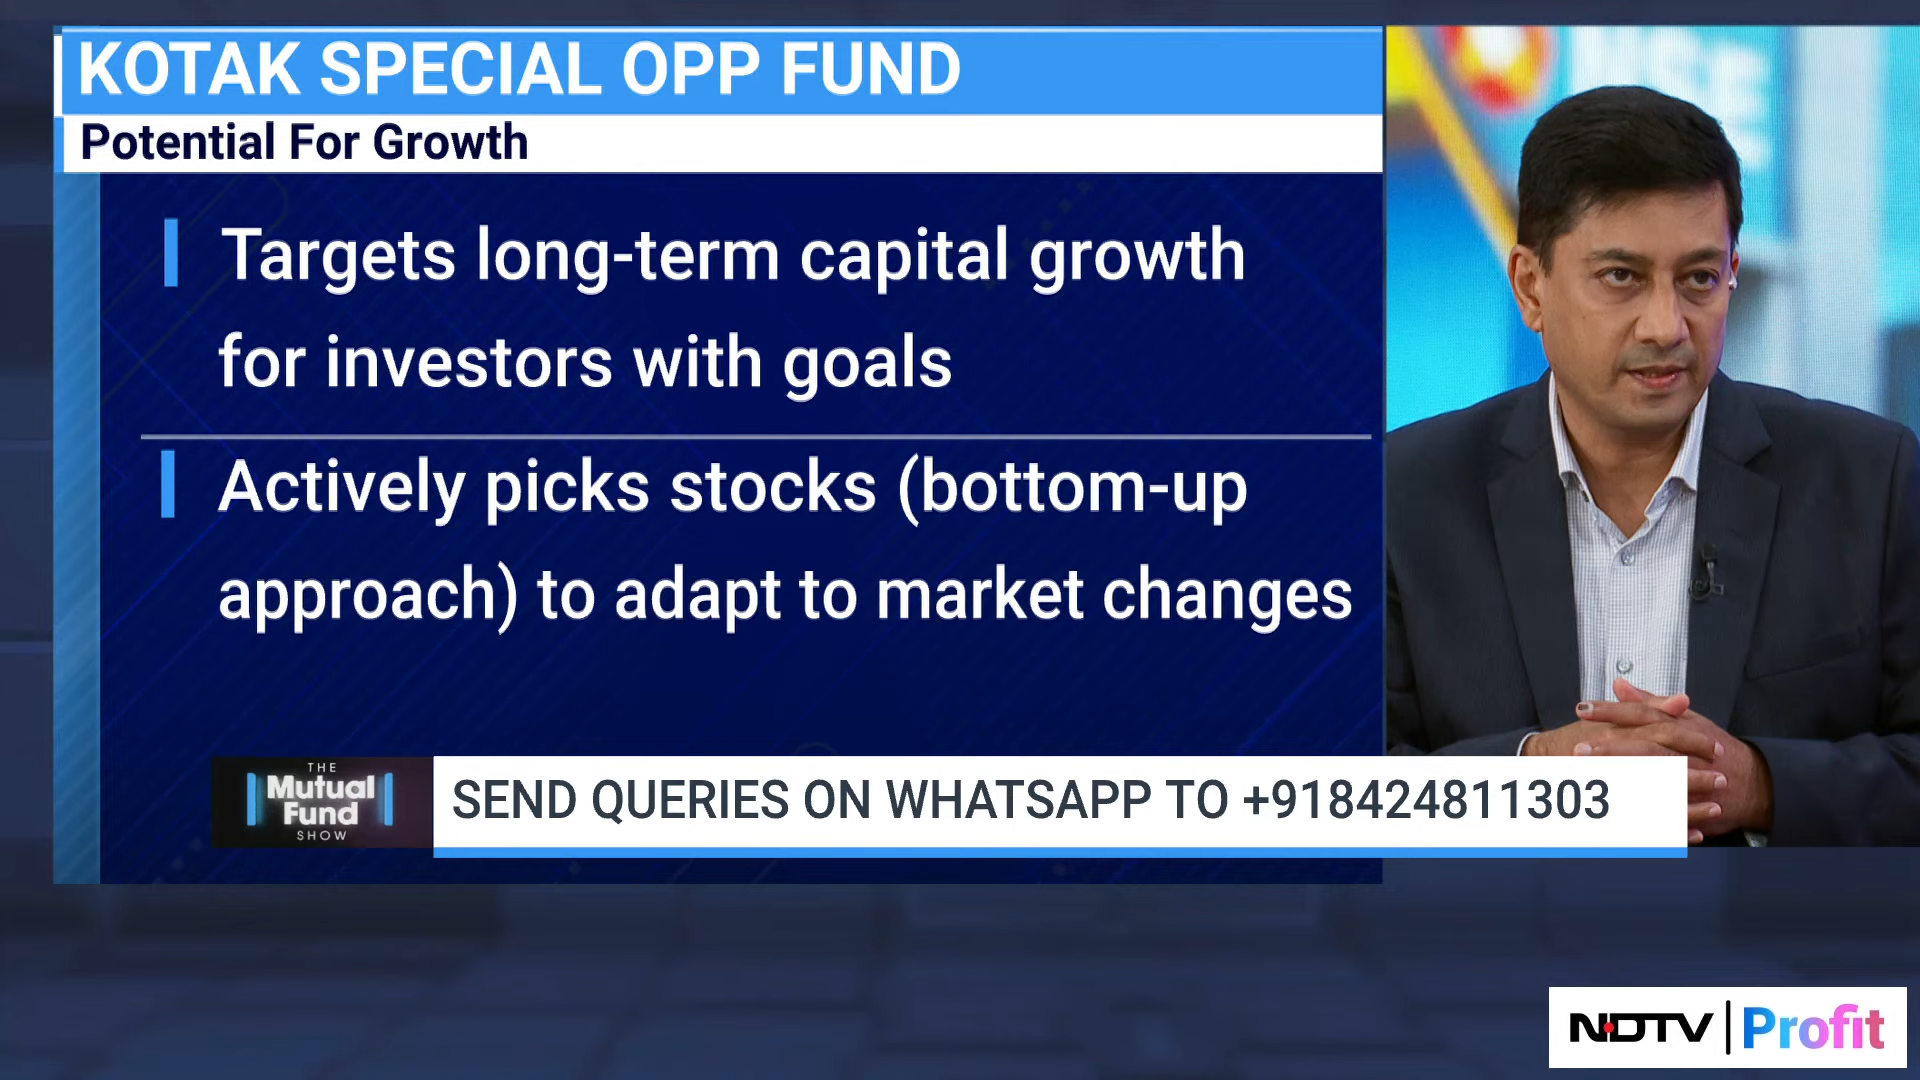 KOTAK SPECIAL OPP FUND
Potential For Growth
Targets long-term capital growth
for investors with goals
Actively picks stocks (bottom-up
approach) to adapt to market changes
THE
Mutual
Fund
SHOW
SEND QUERIES ON WHATSAPP TO +918424811303
NDTV Profit